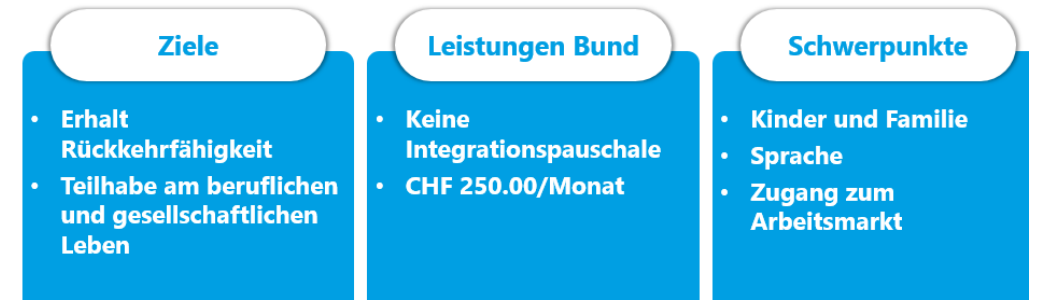 Ziele
• Erhalt
Rückkehrfähigkeit
• Teilhabe am beruflichen
und gesellschaftlichen
Leben
Leistungen Bund
• Keine
Integrationspauschale
• CHF 250.00/Monat
Schwerpunkte
• Kinder und Familie
• Sprache
• Zugang zum
Arbeitsmarkt